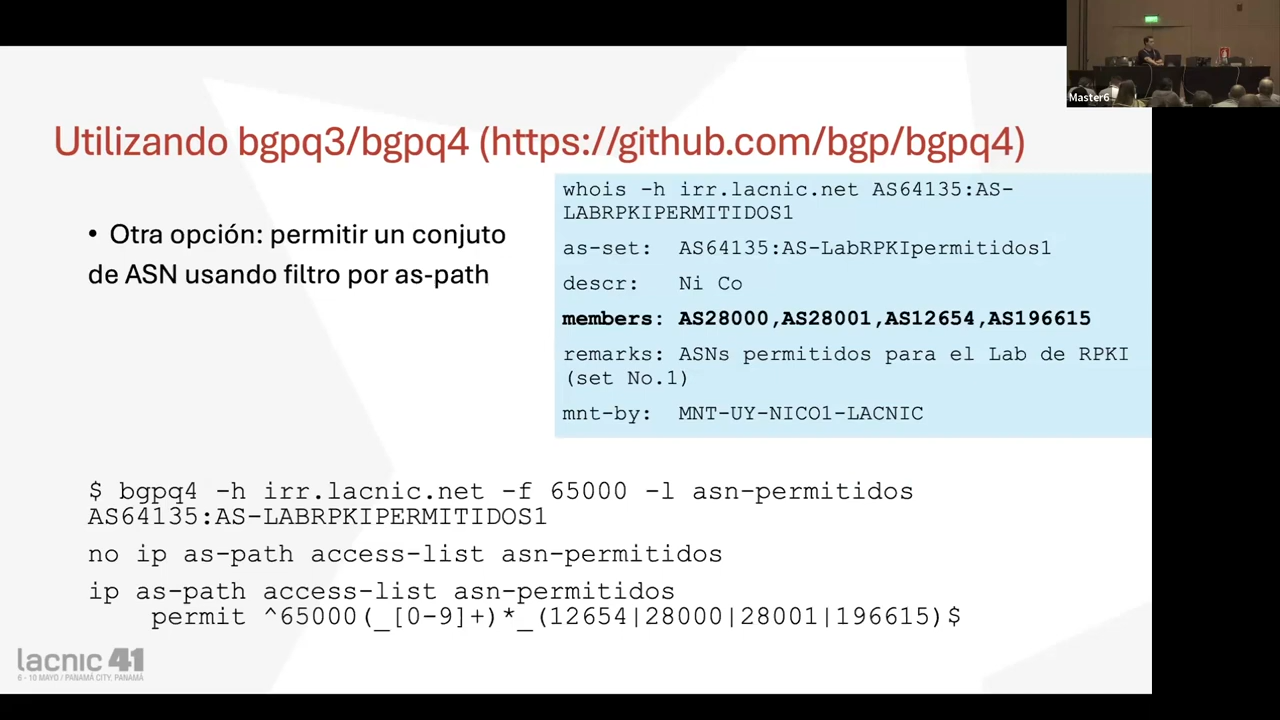 Master6
Utilizando bgpq3/bgpq4 (https://github.com/bgp/bgpq4)
• Otra opción: permitir un conjuto
de ASN usando filtro por as-path
whois -h irr.lacnic.net AS64135:AS-
LABRPKIPERMITIDOS1
as-set: AS64135:AS-LabRPKIpermitidos1
descr: Ni Co
members: AS28000,AS28001,AS12654,AS196615
remarks: ASNs permitidos para el Lab de RPKI
(set No.1)
mnt-by: MNT-UY-NICO1-LACNIC
$ bgpq4 -h irr.lacnic.net -f 65000 -l asn-permitidos
AS64135:AS-LABRPKIPERMITIDOS1
no ip as-path access-list asn-permitidos
ip as-path access-list asn-permitidos
permit ^65000(_[0-9]+)*_(12654|28000|28001|196615)$
lacnic 41
6 - 10 MAYO / PANAMÁ CITY, PANAMÁ